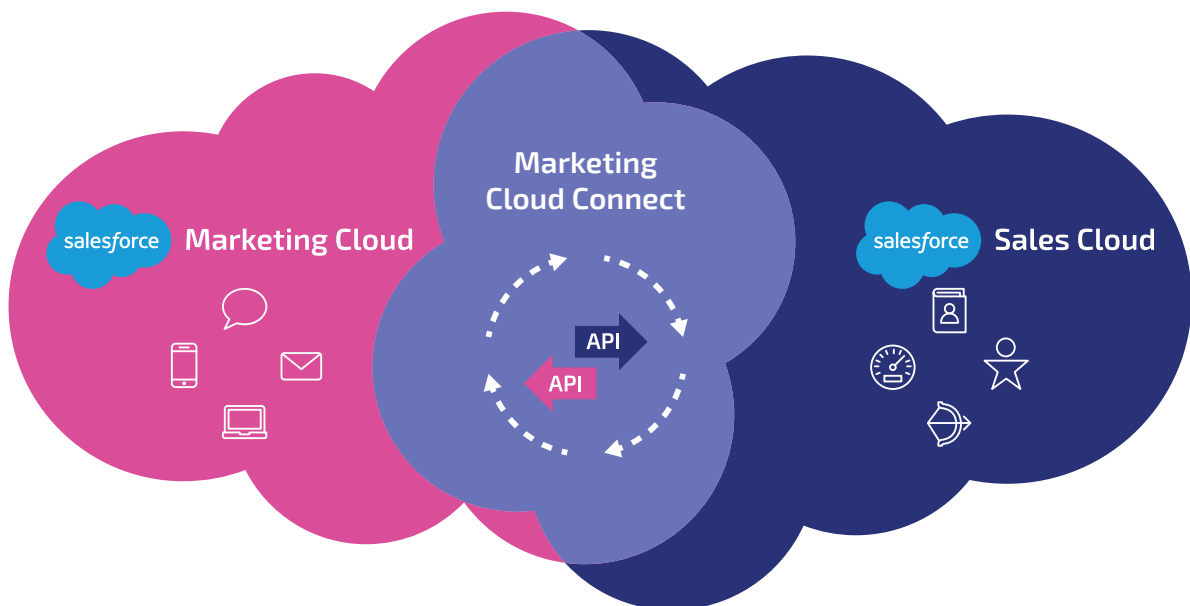 Marketing
Cloud Connect
salesforce
Marketing Cloud
salesforce
Sales Cloud
API
API